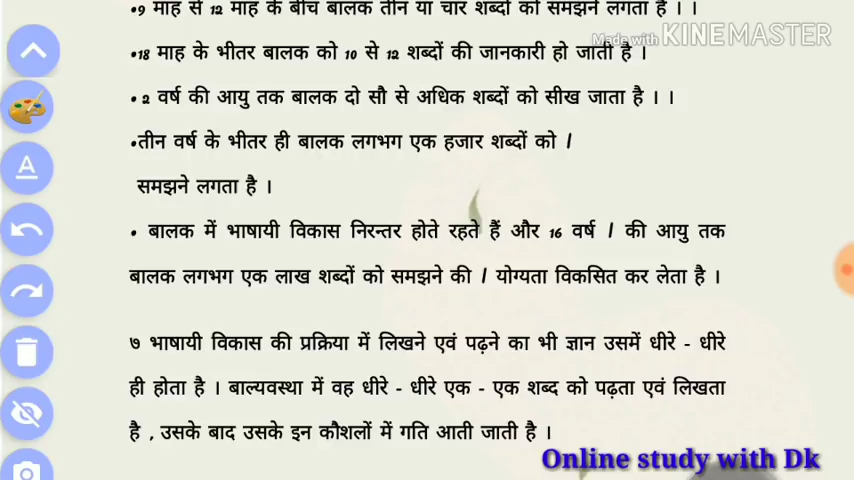 •9 माह से 12 माह के बीच बालक तीन या चार शब्दों को समझने लगता है । ।
Made with KINEMASTER
•18 माह के भीतर बालक को 10 से 12 शब्दों की जानकारी हो जाती है ।
• 2 वर्ष की आयु तक बालक दो सौ से अधिक शब्दों को सीख जाता है । ।
•तीन वर्ष के भीतर ही बालक लगभग एक हजार शब्दों को l
समझने लगता है ।
• बालक में भाषायी विकास निरन्तर होते रहते हैं और 16 वर्ष l की आयु तक
बालक लगभग एक लाख शब्दों को समझने की l योग्यता विकसित कर लेता है ।
७ भाषायी विकास की प्रक्रिया में लिखने एवं पढ़ने का भी ज्ञान उसमें धीरे - धीरे
ही होता है । बाल्यवस्था में वह धीरे - धीरे एक - एक शब्द को पढ़ता एवं लिखता
है , उसके बाद उसके इन कौशलों में गति आती जाती है ।
Online study with Dk